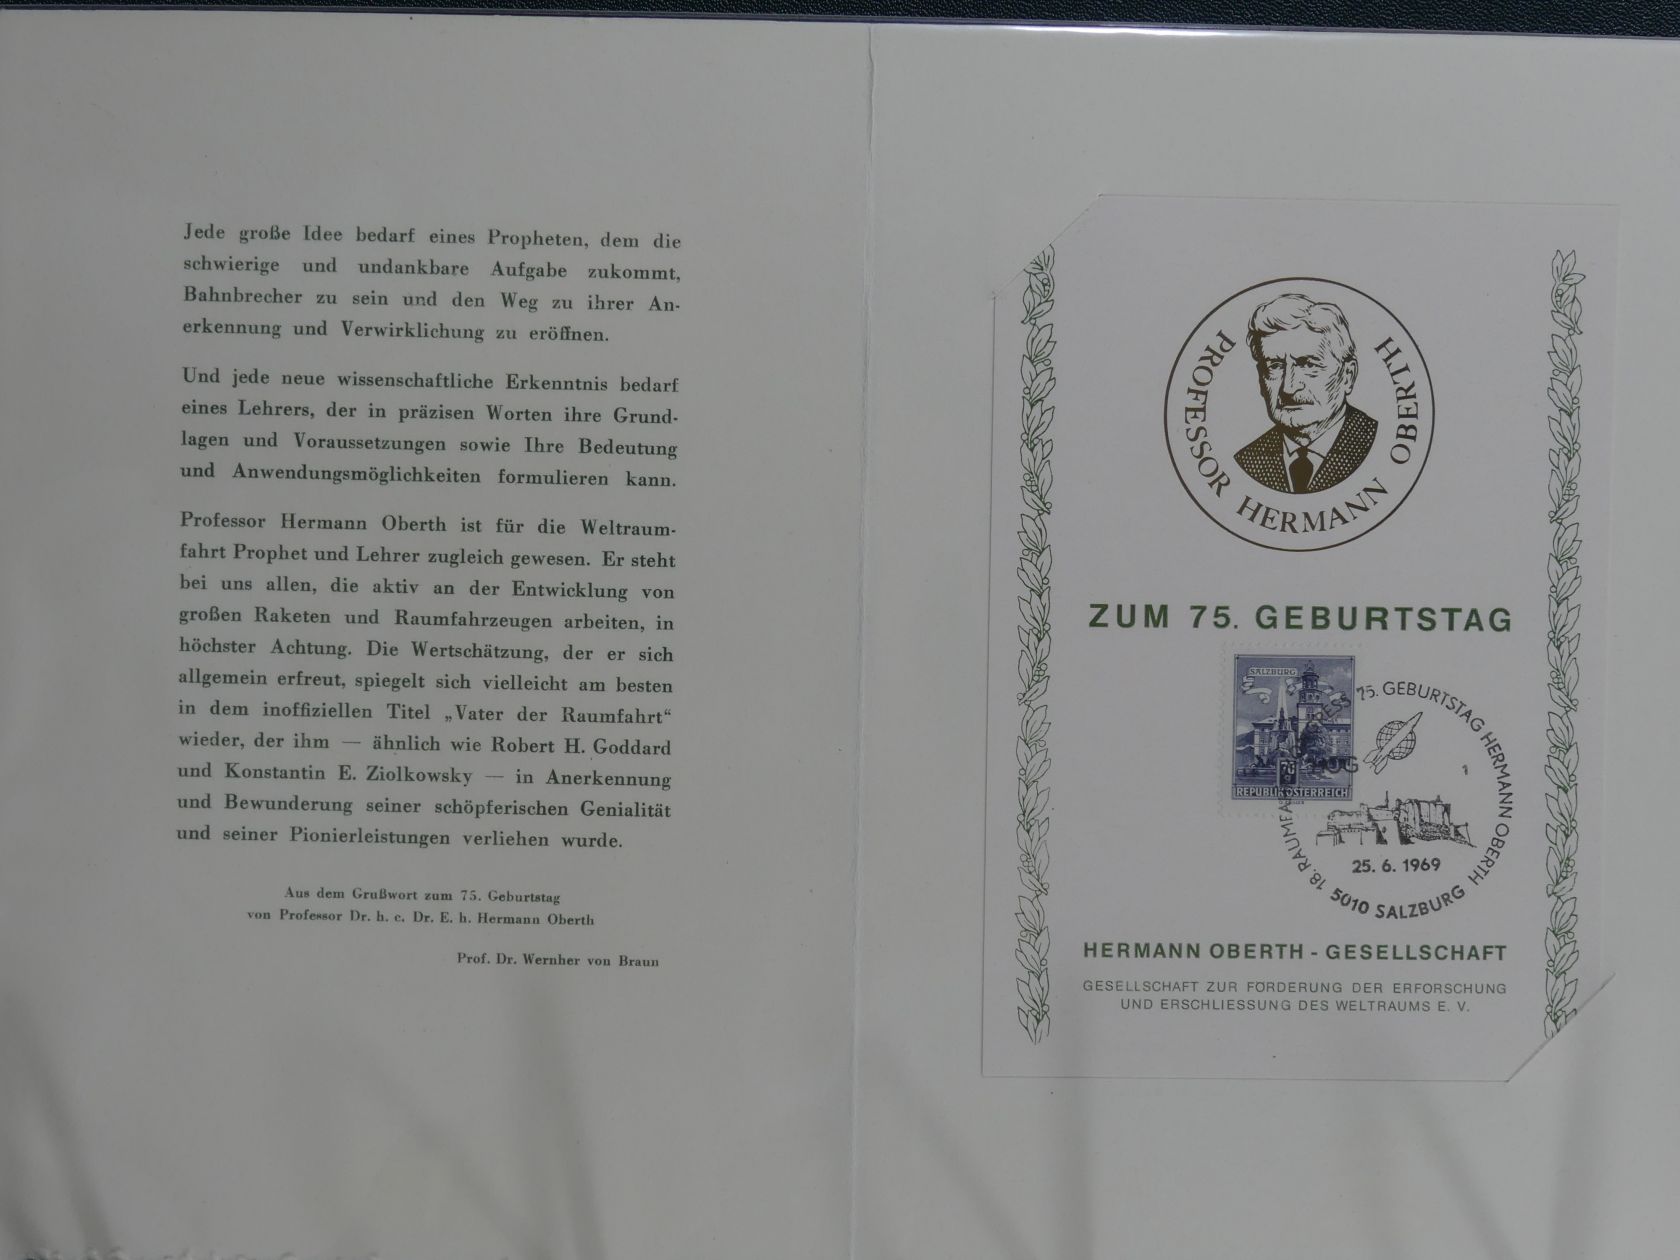 Jede große Idee bedarf eines Propheten, dem die
schwierige und undankbare Aufgabe zukommt,
Bahnbrecher zu sein und den Weg zu ihrer An-
erkennung und Verwirklichung zu eröffnen.
Und jede neue wissenschaftliche Erkenntnis bedarf
eines Lehrers, der in präzisen Worten ihre Grund-
lagen und Voraussetzungen sowie Ihre Bedeutung
und Anwendungsmöglichkeiten formulieren kann.
Professor Hermann Oberth ist für die Weltraum-
fahrt Prophet und Lehrer zugleich gewesen. Er steht
bei uns allen, die aktiv an der Entwicklung von
großen Raketen und Raumfahrzeugen arbeiten, in
höchster Achtung. Die Wertschätzung, der er sich
allgemein erfreut, spiegelt sich vielleicht am besten
in dem inoffiziellen Titel „Vater der Raumfahrt“
wieder, der ihm — ähnlich wie Robert H. Goddard
und Konstantin E. Ziolkowsky — in Anerkennung
und Bewunderung seiner schöpferischen Genialität
und seiner Pionierleistungen verliehen wurde.
Aus dem Grußwort zum 75. Geburtstag
von Professor Dr. h. c. Dr. E. h. Hermann Oberth
Prof. Dr. Wernher von Braun
PROFESSOR HERMANN OBERTH
ZUM 75. GEBURTSTAG
SALZBURG
REPUBLIK ÖSTERREICH
75. GEBURTSTAG HERMANN OBERTH
HOG
1
25. 6. 1969
5010 SALZBURG
18.
HERMANN OBERTH - GESELLSCHAFT
GESELLSCHAFT ZUR FÖRDERUNG DER ERFORSCHUNG
UND ERSCHLIESSUNG DES WELTRAUMS E. V.